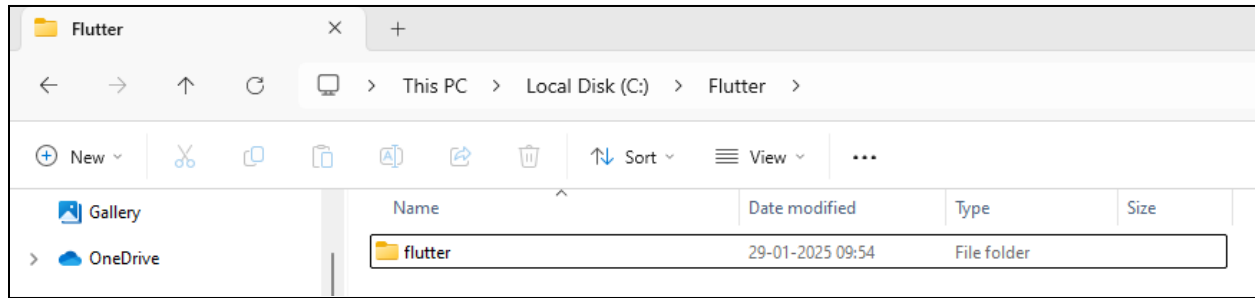 Flutter
This PC > Local Disk (C:) > Flutter >
New Sort View ...
Gallery
OneDrive
Name Date modified Type Size
flutter 29-01-2025 09:54 File folder